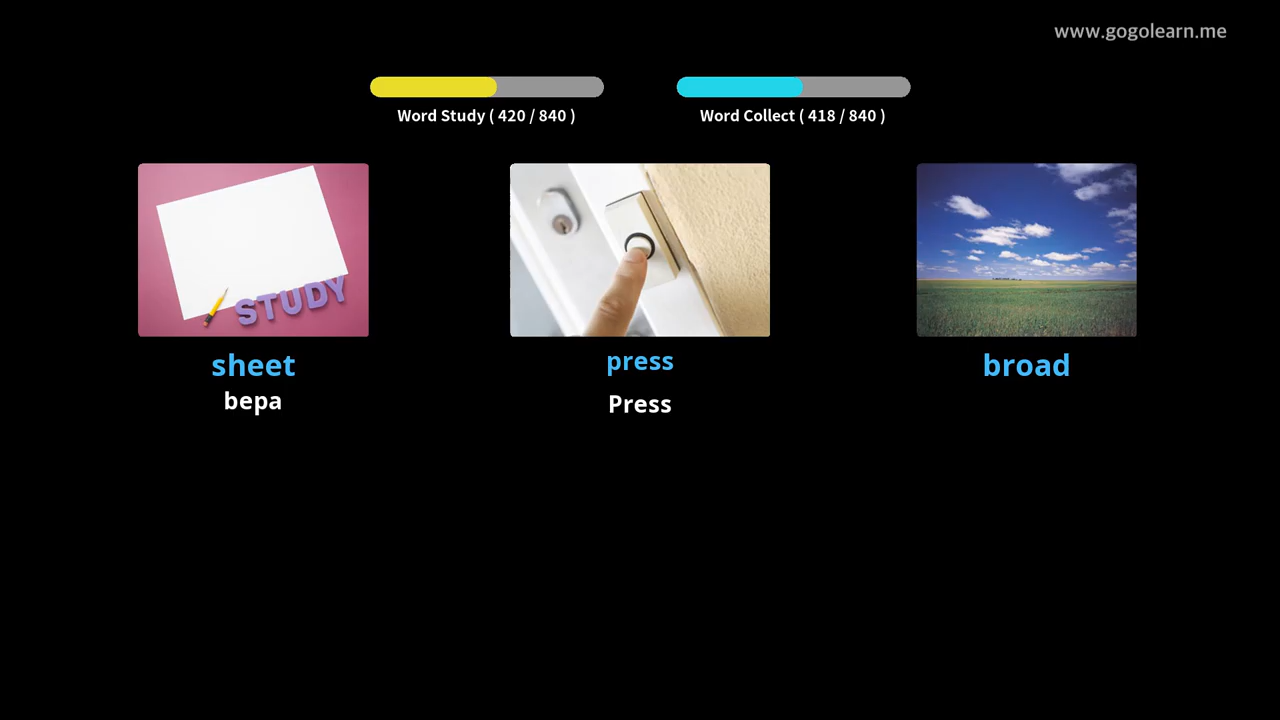 www.gogolearn.me
Word Study ( 420 / 840 )
Word Collect ( 418 / 840 )
STUDY
sheet
press
broad
bepa
Press